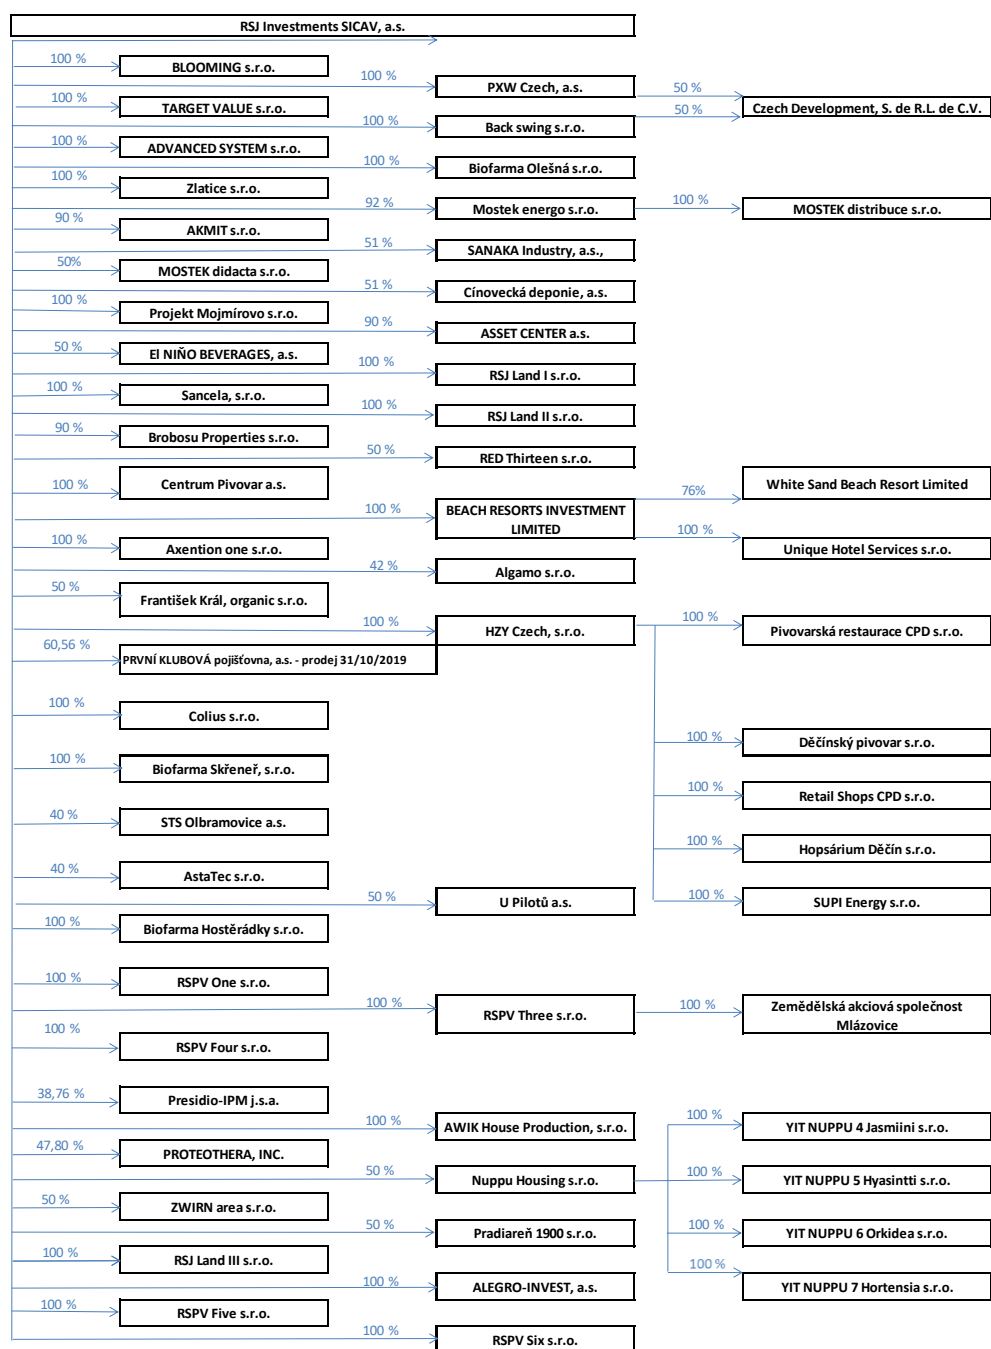 RSJ Investments SICAV, a.s.
100 %
BLOOMING s.r.o.
100 %
PXW Czech, a.s.
50 %
100 %
TARGET VALUE s.r.o.
Czech Development, S. de R.L. de C.V.
100 %
Back swing s.r.o.
50 %
100 %
ADVANCED SYSTEM s.r.o.
100 %
Biofarma Olešná s.r.o.
100 %
Zlatice s.r.o.
92 %
Mostek energo s.r.o.
100 %
MOSTEK distribuce s.r.o.
90 %
AKMIT s.r.o.
51 %
SANAKA Industry, a.s.,
50%
MOSTEK didacta s.r.o.
51 %
Cínovecká deponie, a.s.
100 %
Projekt Mojmírovo s.r.o.
90 %
ASSET CENTER a.s.
50 %
El NIÑO BEVERAGES, a.s.
100 %
RSJ Land I s.r.o.
100 %
Sancela, s.r.o.
100 %
RSJ Land II s.r.o.
90 %
Brobosu Properties s.r.o.
50 %
RED Thirteen s.r.o.
100 %
Centrum Pivovar a.s.
76%
White Sand Beach Resort Limited
100 %
BEACH RESORTS INVESTMENT
LIMITED
100 %
Unique Hotel Services s.r.o.
100 %
Axention one s.r.o.
42 %
Algamo s.r.o.
50 %
František Král, organic s.r.o.
100 %
HZY Czech, s.r.o.
100 %
Pivovarská restaurace CPD s.r.o.
60,56 %
PRVNÍ KLUBOVÁ pojišťovna, a.s. - prodej 31/10/2019
100 %
Colius s.r.o.
100 %
Děčínský pivovar s.r.o.
100 %
Biofarma Skřeneř, s.r.o.
100 %
Retail Shops CPD s.r.o.
40 %
STS Olbramovice a.s.
100 %
Hopsárium Děčín s.r.o.
40 %
AstaTec s.r.o.
50 %
U Pilotů a.s.
100 %
SUPI Energy s.r.o.
100 %
Biofarma Hostěrádky s.r.o.
100 %
RSPV One s.r.o.
100 %
RSPV Three s.r.o.
100 %
Zemědělská akciová společnost
Mlázovice
100 %
RSPV Four s.r.o.
38,76 %
Presidio-IPM j.s.a.
100 %
AWIK House Production, s.r.o.
100 %
YIT NUPPU 4 Jasmiini s.r.o.
47,80 %
PROTEOTHERA, INC.
50 %
Nuppu Housing s.r.o.
100 %
YIT NUPPU 5 Hyasintti s.r.o.
50 %
ZWIRN area s.r.o.
50 %
Pradiareň 1900 s.r.o.
100 %
YIT NUPPU 6 Orkidea s.r.o.
100 %
RSJ Land III s.r.o.
100 %
ALEGRO-INVEST, a.s.
100 %
YIT NUPPU 7 Hortensia s.r.o.
100 %
RSPV Five s.r.o.
100 %
RSPV Six s.r.o.